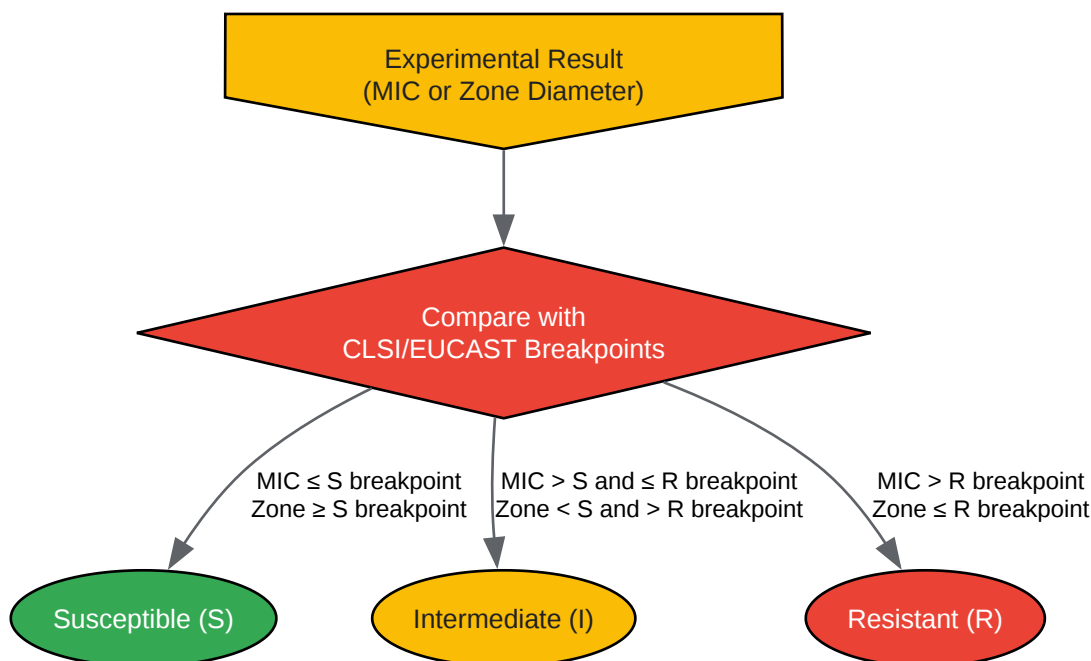 Experimental Result
(MIC or Zone Diameter)
Compare with
CLSI/EUCAST Breakpoints
MIC ≤ S breakpoint
Zone ≥ S breakpoint
MIC > S and ≤ R breakpoint
Zone < S and > R breakpoint
MIC > R breakpoint
Zone ≤ R breakpoint
Susceptible (S)
Intermediate (I)
Resistant (R)